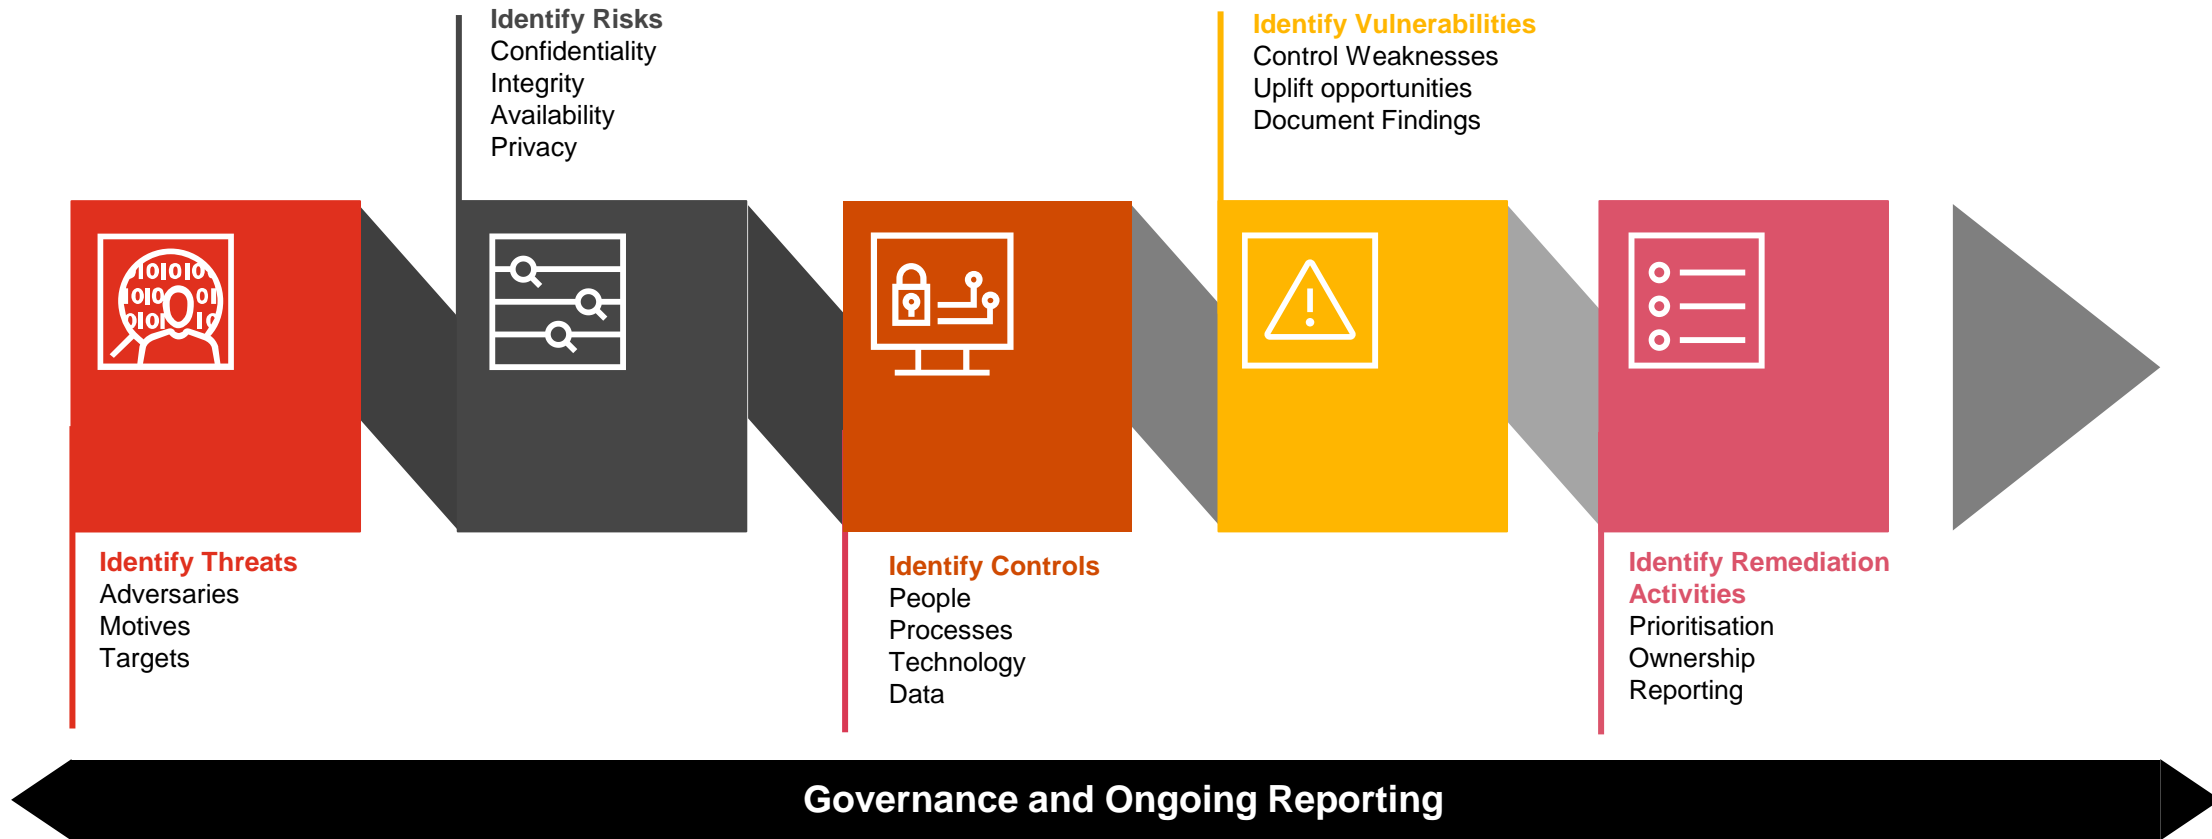 Identify Risks
Confidentiality
Integrity
Availability
Privacy
Identify Vulnerabilities
Control Weaknesses
Uplift opportunities
Document Findings
Identify Threats
Adversaries
Motives
Targets
Identify Controls
People
Processes
Technology
Data
Identify Remediation
Activities
Prioritisation
Ownership
Reporting
Governance and Ongoing Reporting